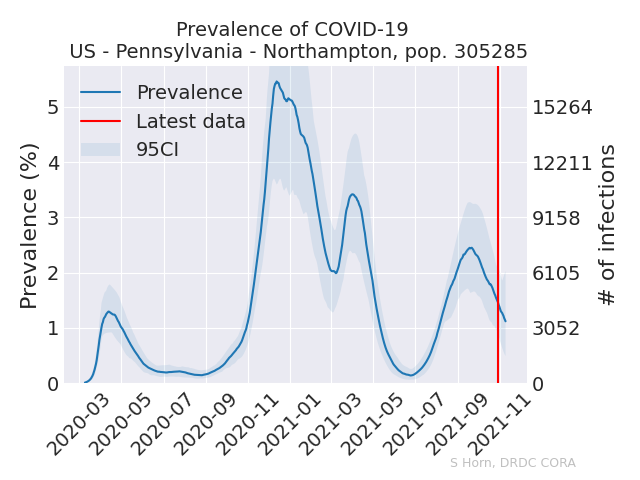 Prevalence of COVID-19
US - Pennsylvania - Northampton, pop. 305285
Prevalence
Latest data
95CI
Prevalence (%)
5
4
3
2
1
0
15264
12211
9158
6105
3052
0
# of infections
2020-03
2020-05
2020-07
2020-09
2020-11
2021-01
2021-03
2021-05
2021-07
2021-09
2021-11
S Horn, DRDC CORA